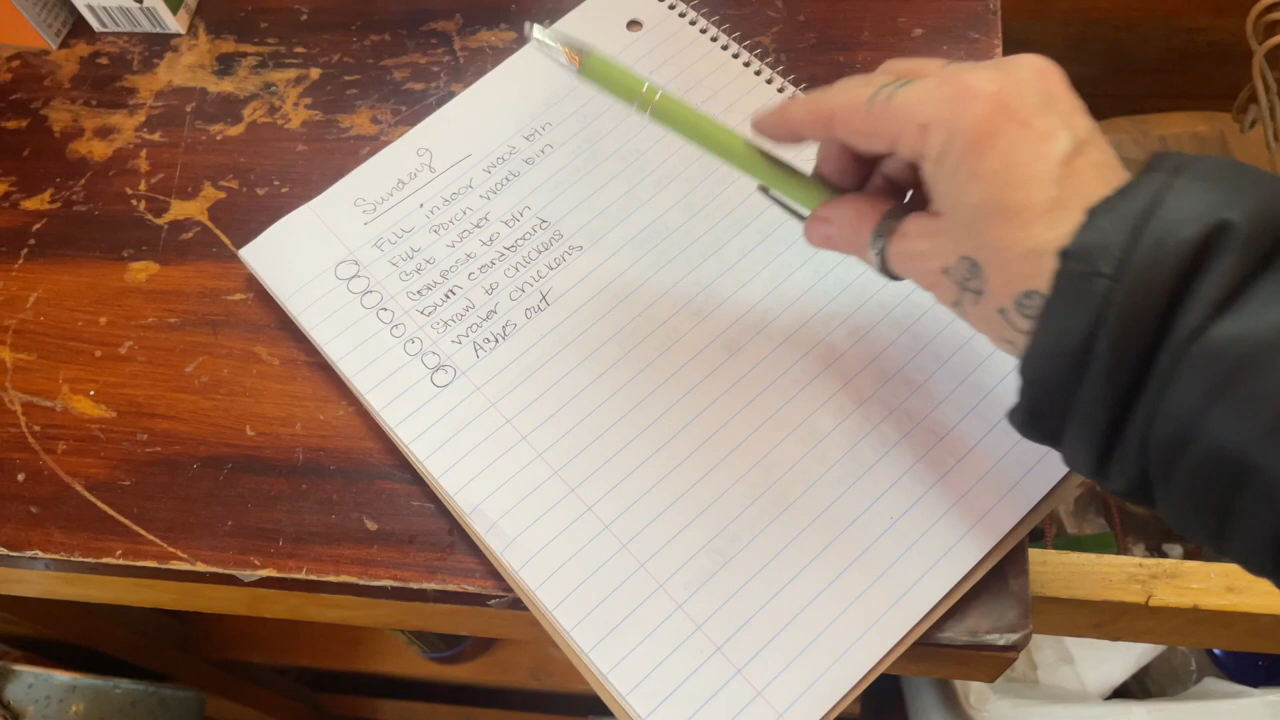 Sunday
Fill indoor wood bin
Fill porch wood bin
Get water
Compost to bin
burn cardboard
Straw to chickens
Water chickens
Ashes out